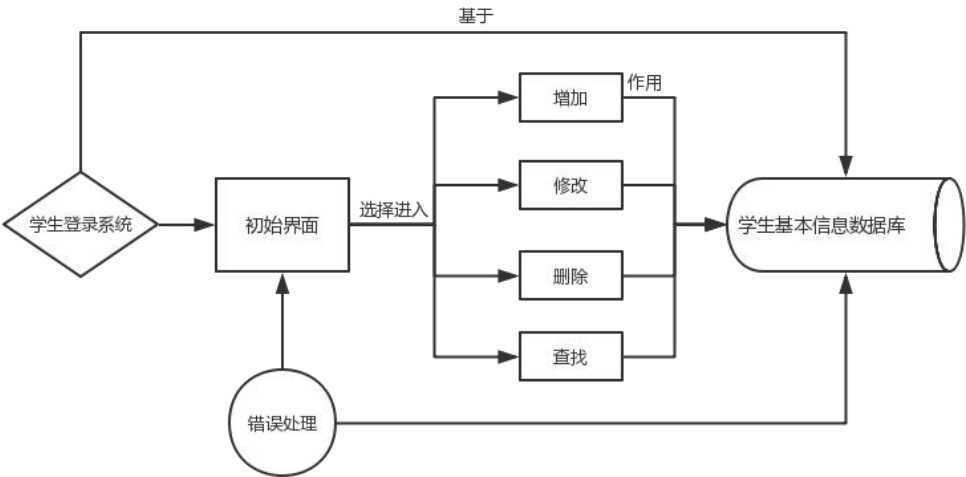 基于
增加
作用
修改
学生登录系统
初始界面
选择进入
学生基本信息数据库
删除
查找
错误处理